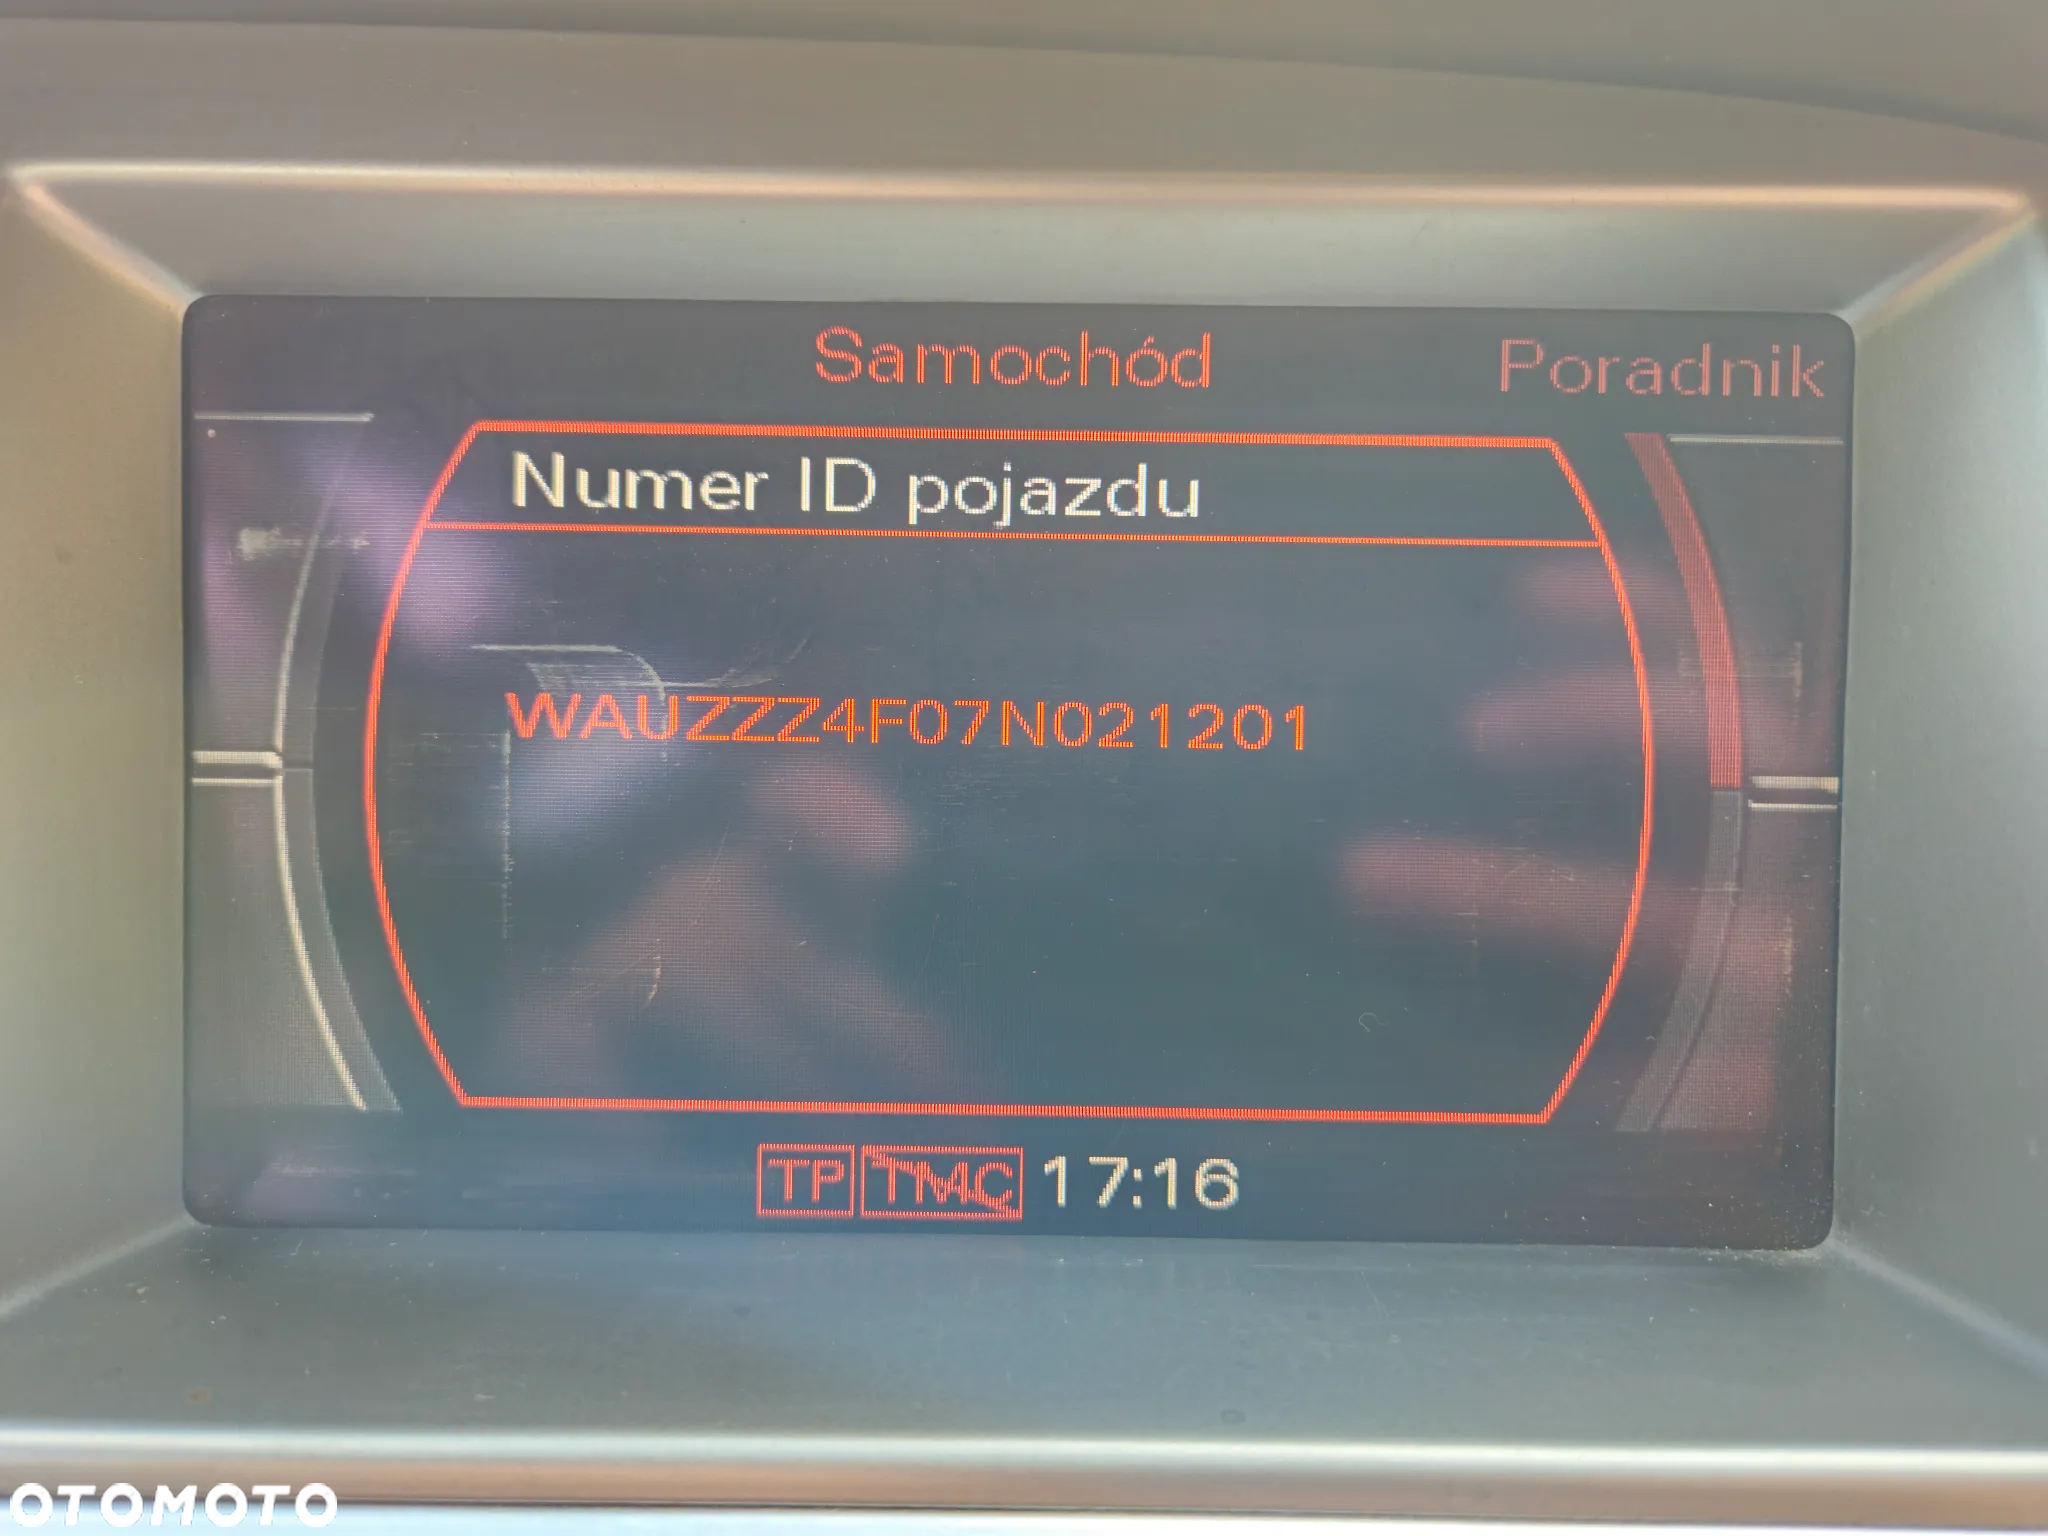 Samochód
Poradnik
Numer ID pojazdu
WAUZZZ4F07N021201
TP TMC 17:16
OTOMOTO